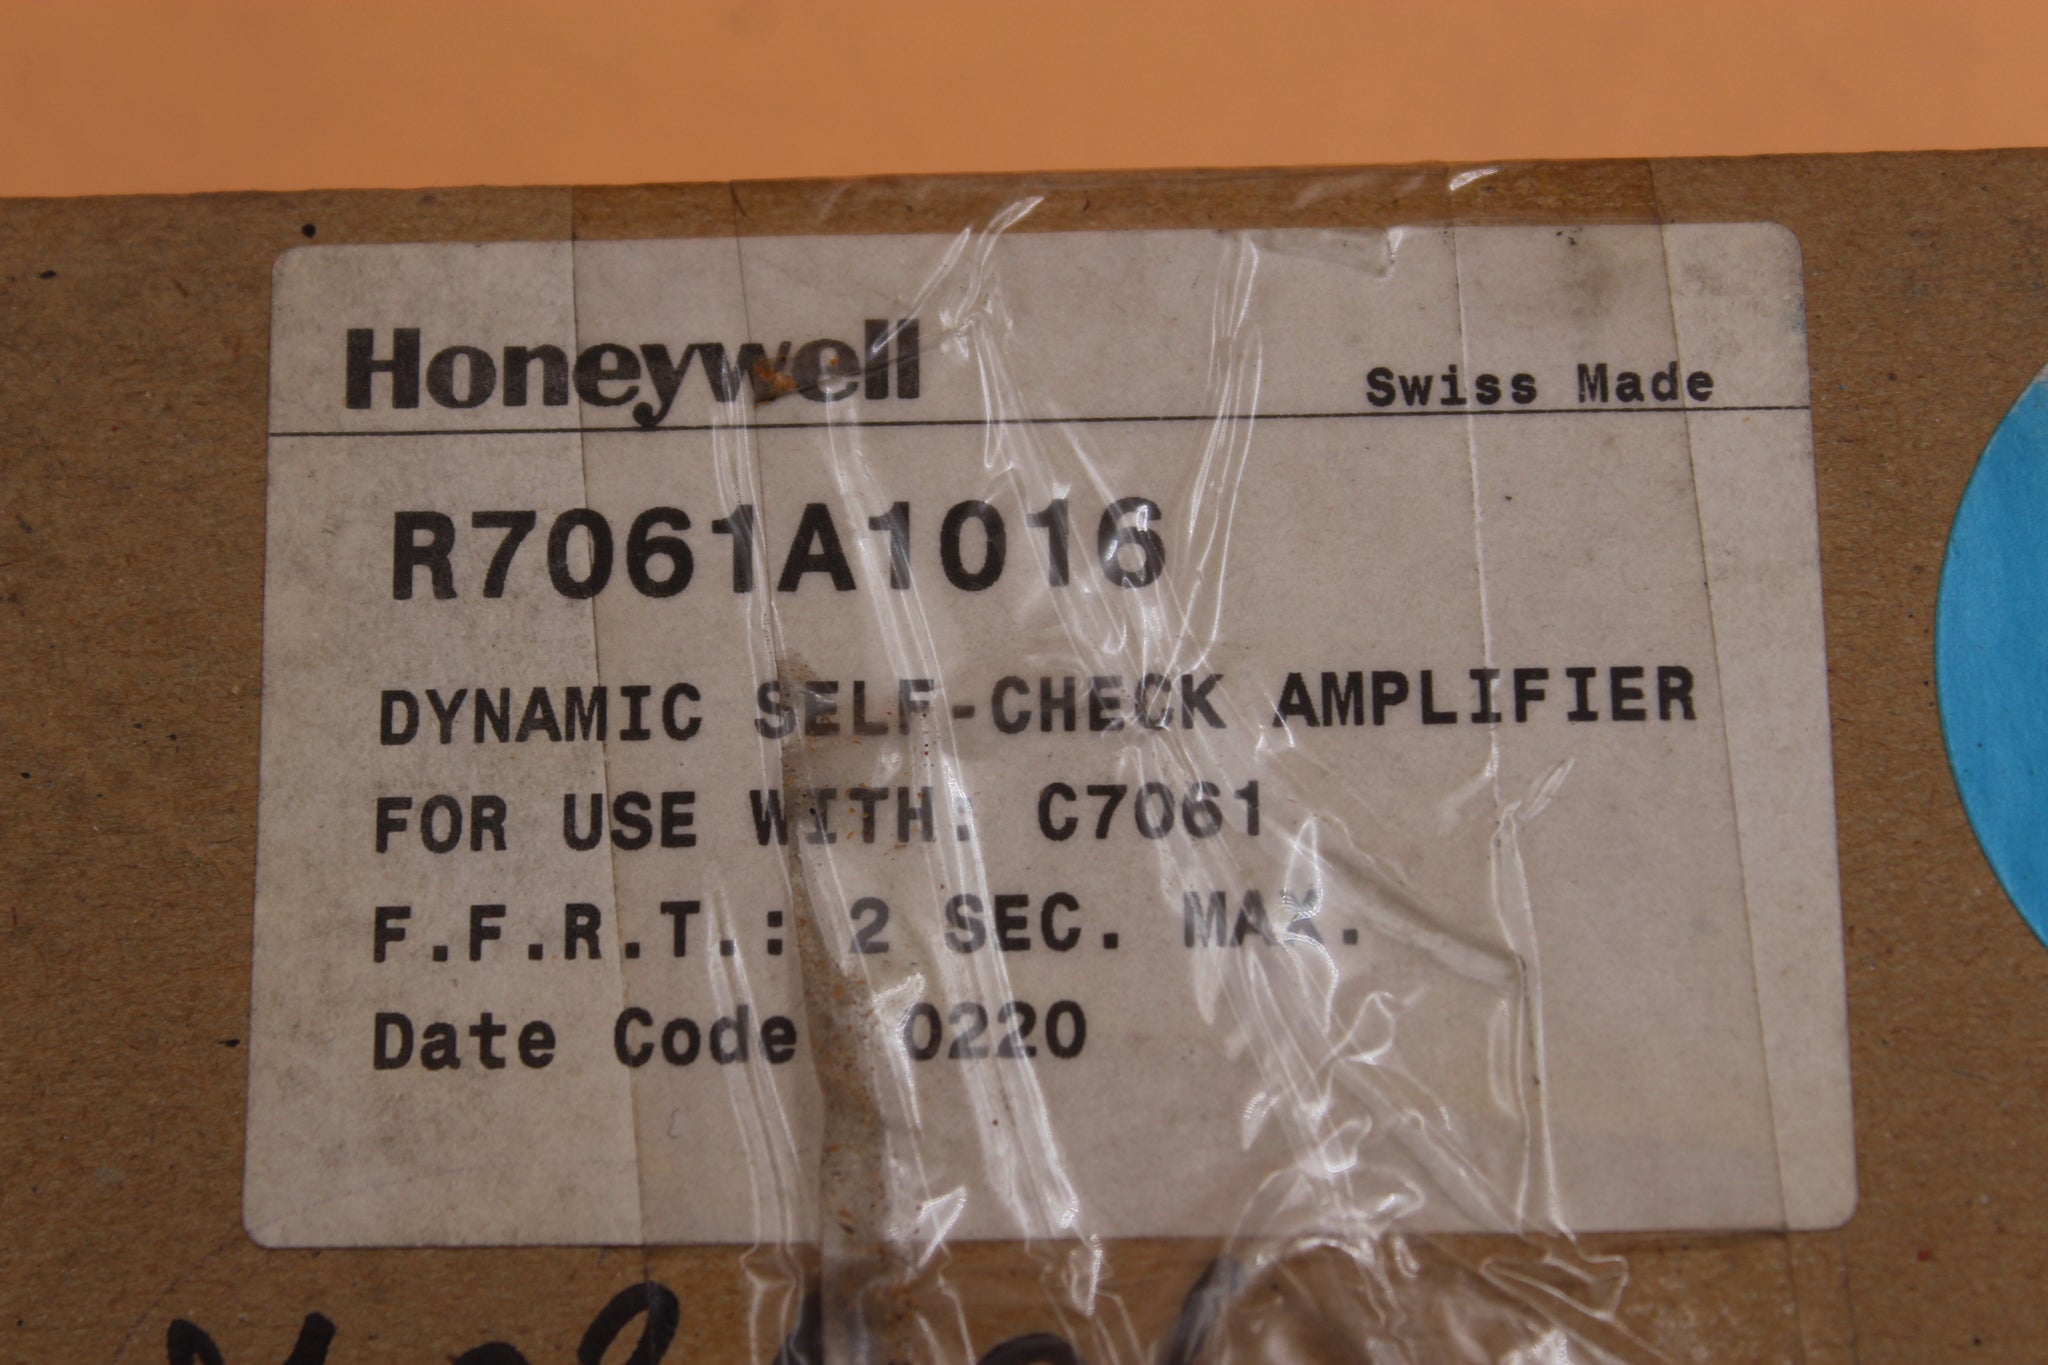 Honeywell
Swiss Made
R7061A1016
DYNAMIC SELF-CHECK AMPLIFIER
FOR USE WITH: C7061
F.F.R.T.: 2 SEC. MAX.
Date Code 0220